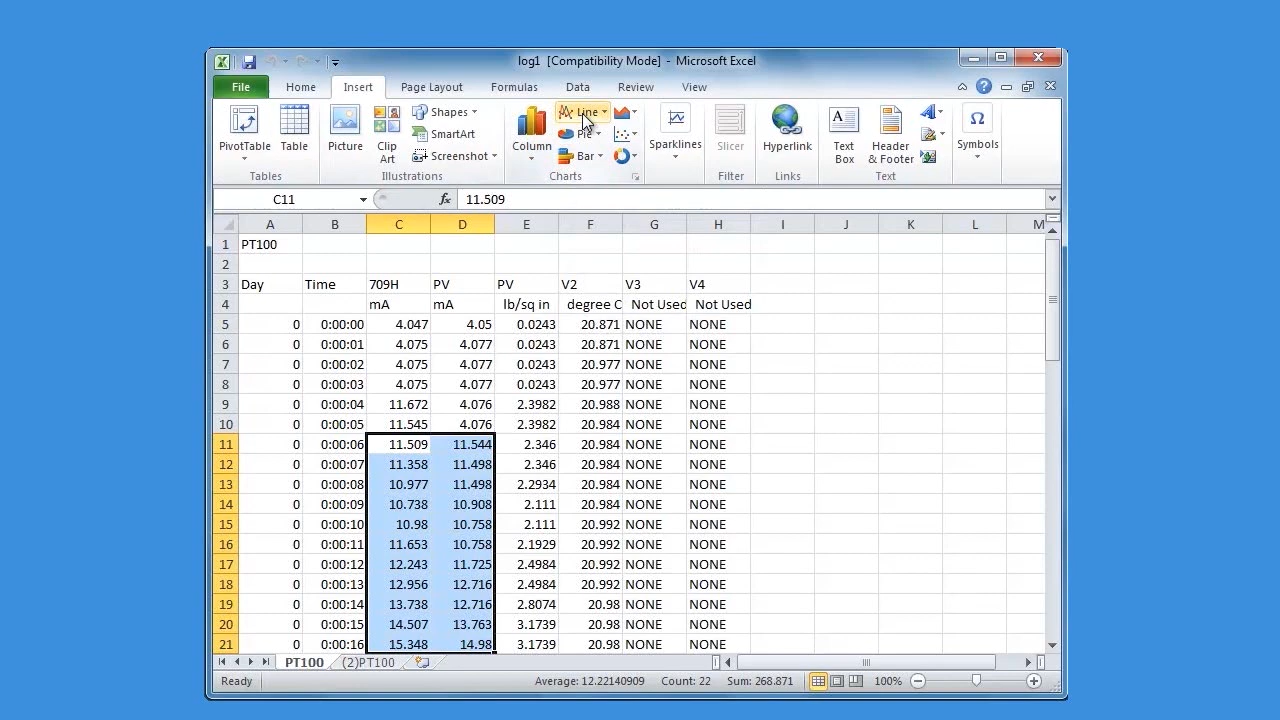 log1 [Compatibility Mode] - Microsoft Excel
File Home Insert Page Layout Formulas Data Review View
PivotTable Table Picture Clip Art Shapes SmartArt Screenshot Column Line Pie Bar Sparklines Slicer Hyperlink Text Box Header & Footer Symbols
Tables Illustrations Charts Filter Links Text
C11 fx 11.509
A B C D E F G H I J K L M
1 PT100
2
3 Day Time 709H PV PV V2 V3 V4
4 mA mA lb/sq in degree C Not Used Not Used
5 0 0:00:00 4.047 4.05 0.0243 20.871 NONE NONE
6 0 0:00:01 4.075 4.077 0.0243 20.871 NONE NONE
7 0 0:00:02 4.075 4.077 0.0243 20.977 NONE NONE
8 0 0:00:03 4.075 4.077 0.0243 20.977 NONE NONE
9 0 0:00:04 11.672 4.076 2.3982 20.988 NONE NONE
10 0 0:00:05 11.545 4.076 2.3982 20.984 NONE NONE
11 0 0:00:06 11.509 11.544 2.346 20.984 NONE NONE
12 0 0:00:07 11.358 11.498 2.346 20.984 NONE NONE
13 0 0:00:08 10.977 11.498 2.2934 20.984 NONE NONE
14 0 0:00:09 10.738 10.908 2.111 20.984 NONE NONE
15 0 0:00:10 10.98 10.758 2.111 20.992 NONE NONE
16 0 0:00:11 11.653 10.758 2.1929 20.992 NONE NONE
17 0 0:00:12 12.243 11.725 2.4984 20.992 NONE NONE
18 0 0:00:13 12.956 12.716 2.4984 20.992 NONE NONE
19 0 0:00:14 13.738 12.716 2.8074 20.98 NONE NONE
20 0 0:00:15 14.507 13.763 3.1739 20.98 NONE NONE
21 0 0:00:16 15.348 14.98 3.1739 20.98 NONE NONE
PT100 (2)PT100
Ready Average: 12.22140909 Count: 22 Sum: 268.871 100%